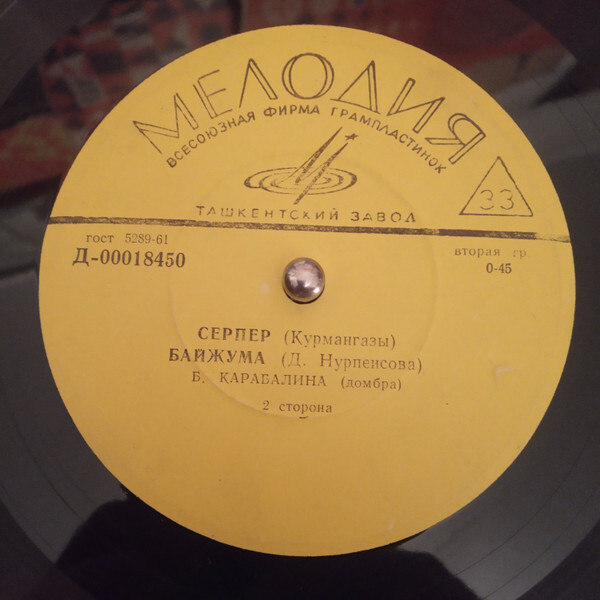 МЕЛОДИЯ
ВСЕСОЮЗНАЯ ФИРМА ГРАМПЛАСТИНОК
33
ТАШКЕНТСКИЙ ЗАВОД
гост 5289-61
Д-00018450
вторая гр.
0-45
СЕРПЕР (Курмангазы)
БАЙЖУМА (Д. Нурпеисова)
Б. КАРАБАЛИНА (домбра)
2 сторона